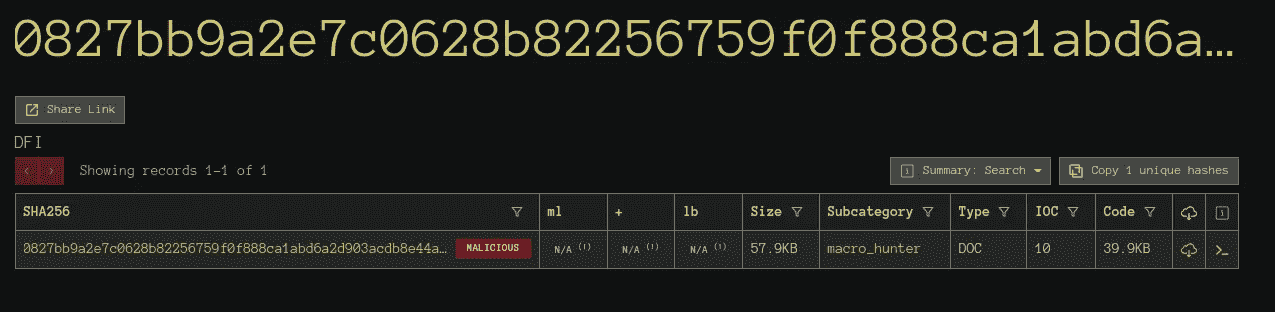 0827bb9a2e7c0628b82256759f0f888ca1abd6a…
Share Link
DFI
Showing records 1-1 of 1
Summary: Search
Copy 1 unique hashes
SHA256 ml + lb Size Subcategory Type IOC Code
0827bb9a2e7c0628b82256759f0f888ca1abd6a2d903acdb8e44a… MALICIOUS N/A (!) N/A (!) N/A (!) 57.9KB macro_hunter DOC 10 39.9KB